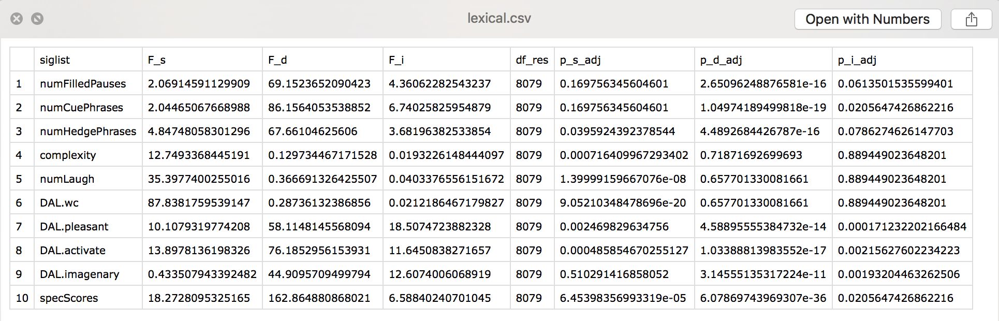 lexical.csv
Open with Numbers
siglist F_s F_d F_i df_res p_s_adj p_d_adj p_i_adj
1 numFilledPauses 2.06914591129909 69.1523652090423 4.36062282543237 8079 0.169756345604601 2.65096248876581e-16 0.0613501535599401
2 numCuePhrases 2.04465067668988 86.1564053538852 6.74025825954879 8079 0.169756345604601 1.04974189499818e-19 0.0205647426862216
3 numHedgePhrases 4.84748058301296 67.66104625606 3.68196382533854 8079 0.0395924392378544 4.4892684426787e-16 0.0786274626147703
4 complexity 12.7493368445191 0.129734467171528 0.0193226148444097 8079 0.000716409967293402 0.71871692699693 0.889449023648201
5 numLaugh 35.3977400255016 0.366691326425507 0.0403376556151672 8079 1.39999159667076e-08 0.657701330081661 0.889449023648201
6 DAL.wc 87.8381759539147 0.28736132386856 0.0212186467179827 8079 9.05210348478696e-20 0.657701330081661 0.889449023648201
7 DAL.pleasant 10.1079319774208 58.1148145568094 18.5074723882328 8079 0.002469829634756 4.58895555384732e-14 0.000171232202166484
8 DAL.activate 13.8978136198326 76.1852956153931 11.6450838271657 8079 0.000485854670255127 1.03388813983552e-17 0.00215627602234223
9 DAL.imagenary 0.433507943392482 44.9095709499794 12.6074006068919 8079 0.510291416858052 3.14555135317224e-11 0.00193204463262506
10 specScores 18.2728095325165 162.864880868021 6.58840240701045 8079 6.45398356993319e-05 6.07869743969307e-36 0.0205647426862216